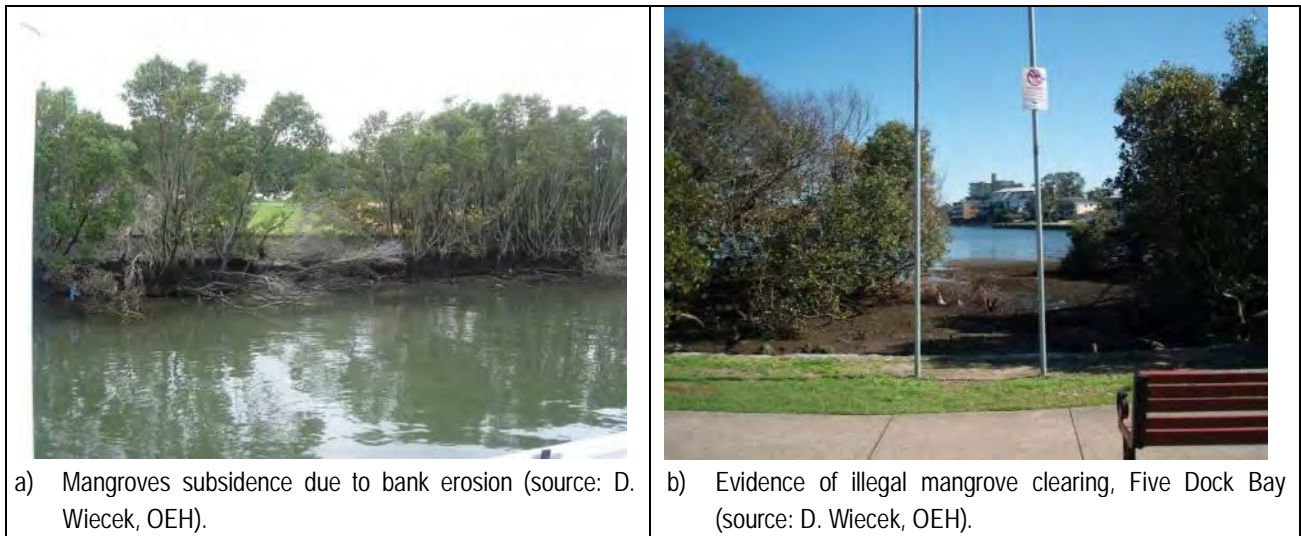 a) Mangroves subsidence due to bank erosion (source: D.
Wiecek, OEH).
b) Evidence of illegal mangrove clearing, Five Dock Bay
(source: D. Wiecek, OEH).